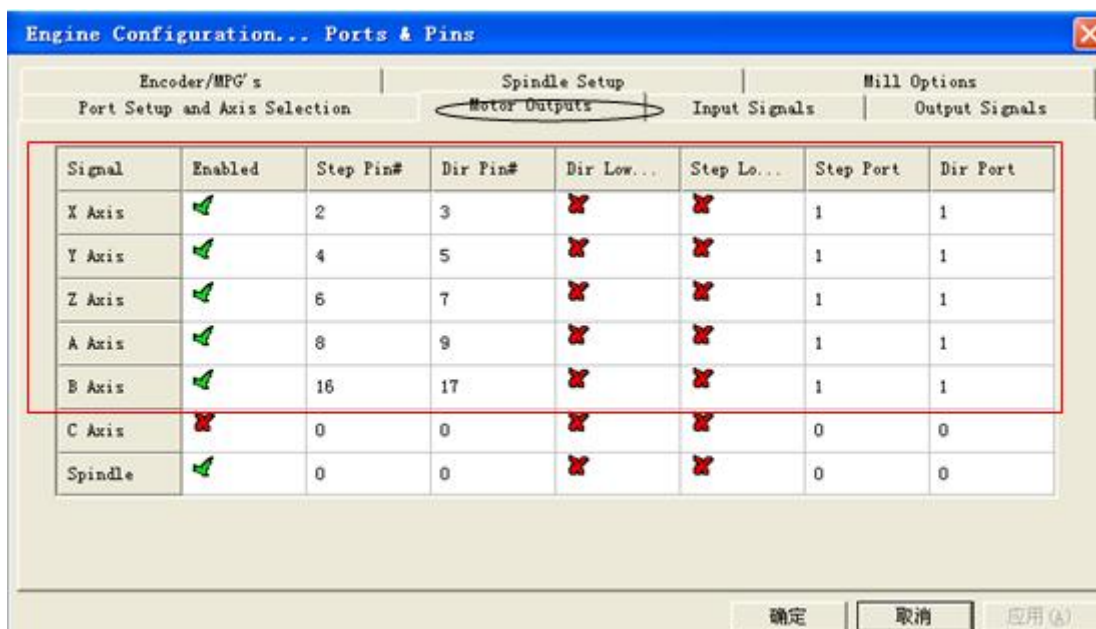 Engine Configuration... Ports & Pins
Encoder/MPG's Spindle Setup Mill Options
Port Setup and Axis Selection Motor Outputs Input Signals Output Signals
Signal Enabled Step Pin# Dir Pin# Dir Low... Step Lo... Step Port Dir Port
X Axis 2 3 1 1
Y Axis 4 5 1 1
Z Axis 6 7 1 1
A Axis 8 9 1 1
B Axis 16 17 1 1
C Axis 0 0 0 0
Spindle 0 0 0 0
确定 取消 应用(A)